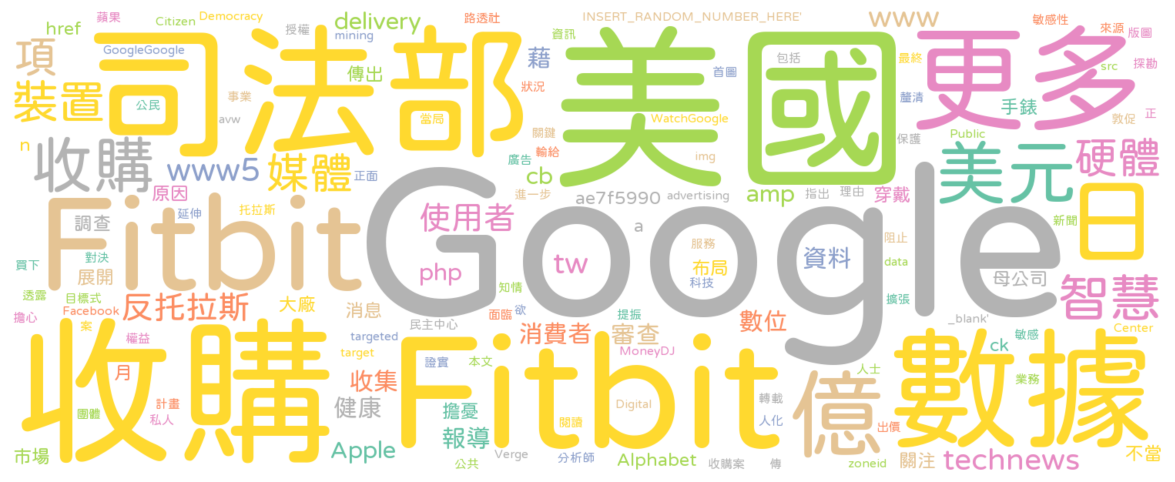 蘋果
Citizen
Democracy
路透社
INSERT_RANDOM_NUMBER_HERE'
www
敏感性
來源
版圖
href
GoogleGoogle
授權
mining
delivery
資訊
項
司法部
美國
更多
藉
首圖
包括
最終
src
探勘
傳出
裝置
公民
事業
狀況
釐清
手錶
敦促
正
avw
當局
關鍵
WatchGoogle
輸給
保護
Public
收購
www5
媒體
正面
廣告
img
cb
美元
硬體
原因
進一步
ae7f5990
advertising
amp
指出
理由
穿戴
延伸
托拉斯
Fitbit
Google
調查
使用者
a
服務
阻止
新聞
日
買下
對決
展開
php
tw
布局
科技
資料
data
母公司
透露
目標式
反托拉斯
大廠
消息
知情
欲
擴張
智慧
擔心
Facebook
案
權益
民主中心
面臨
提振
數位
_blank'
targeted
消費者
審查
敏感
Center
收購
target
證實
本文
MoneyDJ
ck
Fitbit
數據
月
收集
億
人士
業務
團體
計畫
私人
健康
擔憂
閱讀
Digital
轉載
人化
出價
報導
市場
Apple
公共
Verge
分析師
Alphabet
收購案
傳
zoneid
關注
technews
不當